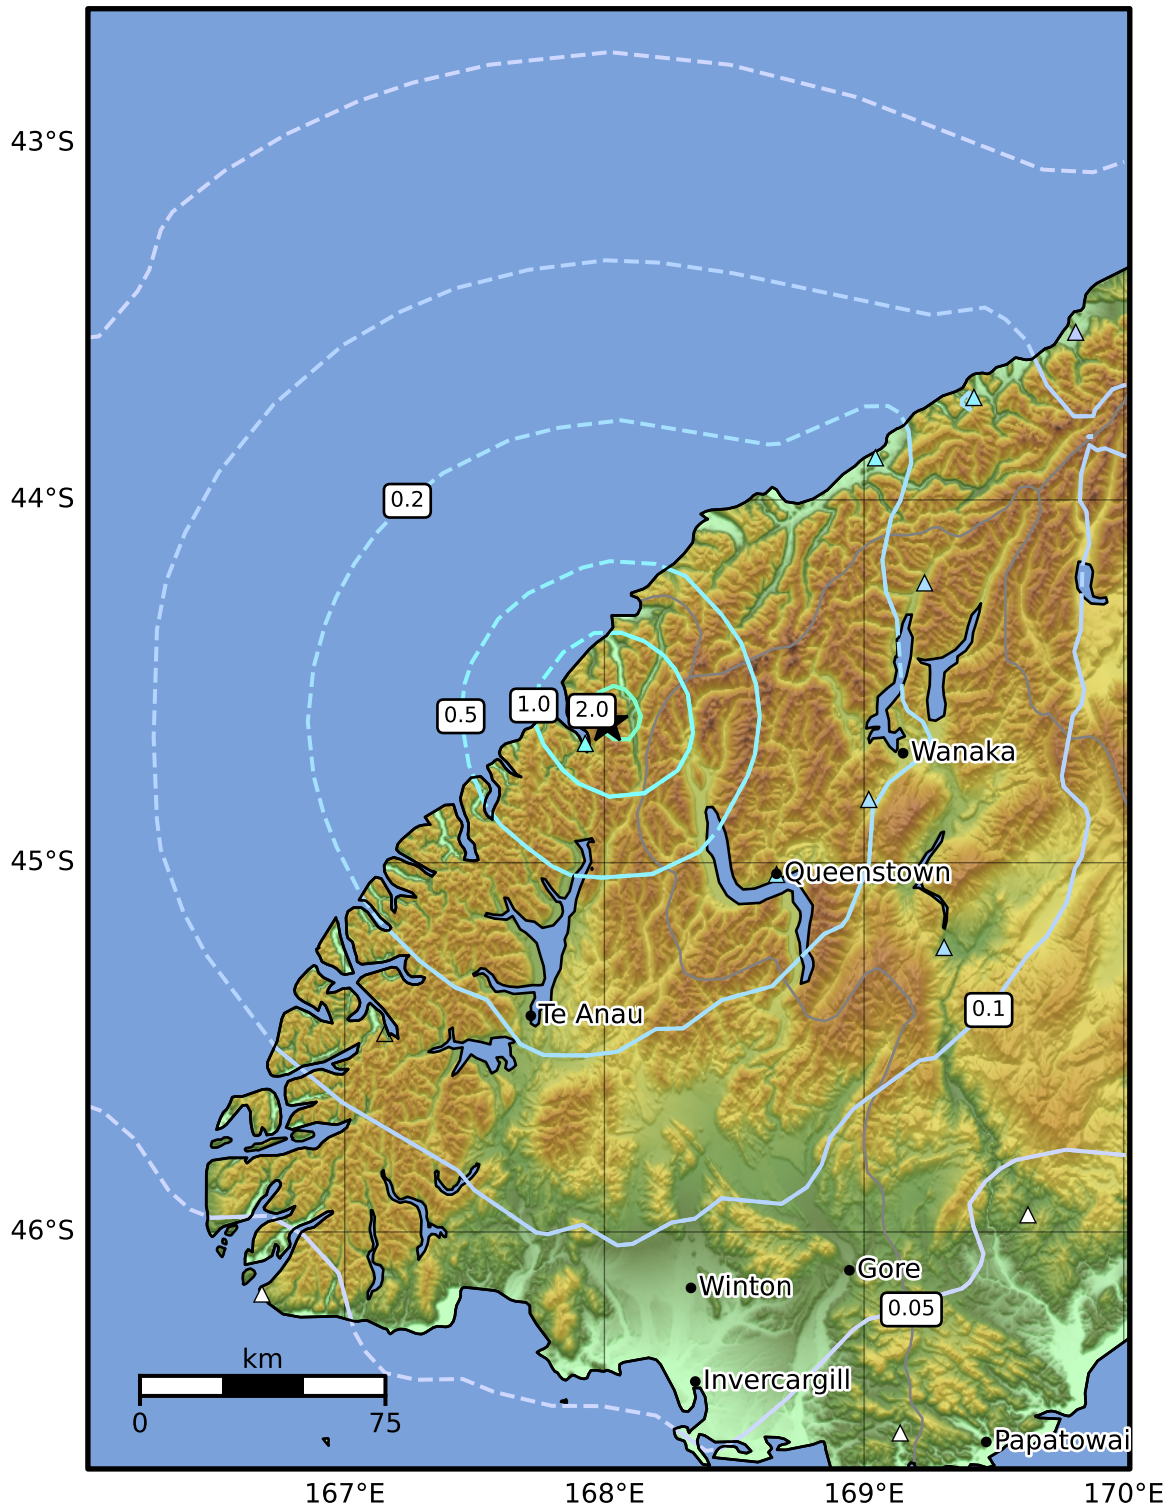 43°S
44°S
0.2
0.5
1.0
2.0
Wanaka
45°S
Queenstown
Te Anau
0.1
46°S
Winton
Gore
0.05
km
0
75
Invercargill
Papatowai
167°E
168°E
169°E
170°E